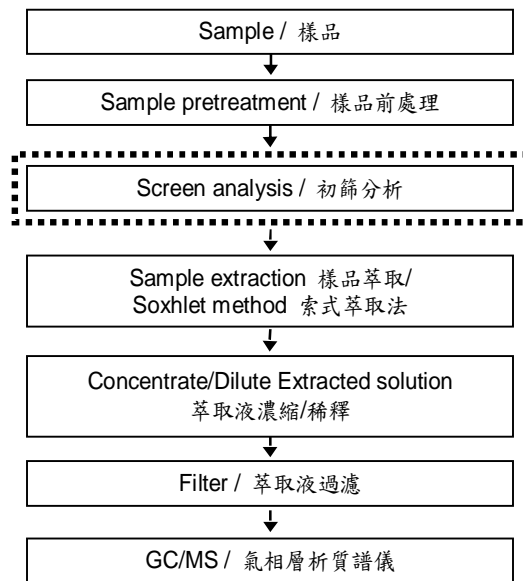 Sample / 樣品
Sample pretreatment / 樣品前處理
Screen analysis / 初篩分析
Sample extraction 樣品萃取/
Soxhlet method 索式萃取法
Concentrate/Dilute Extracted solution
萃取液濃縮/稀釋
Filter / 萃取液過濾
GC/MS / 氣相層析質譜儀